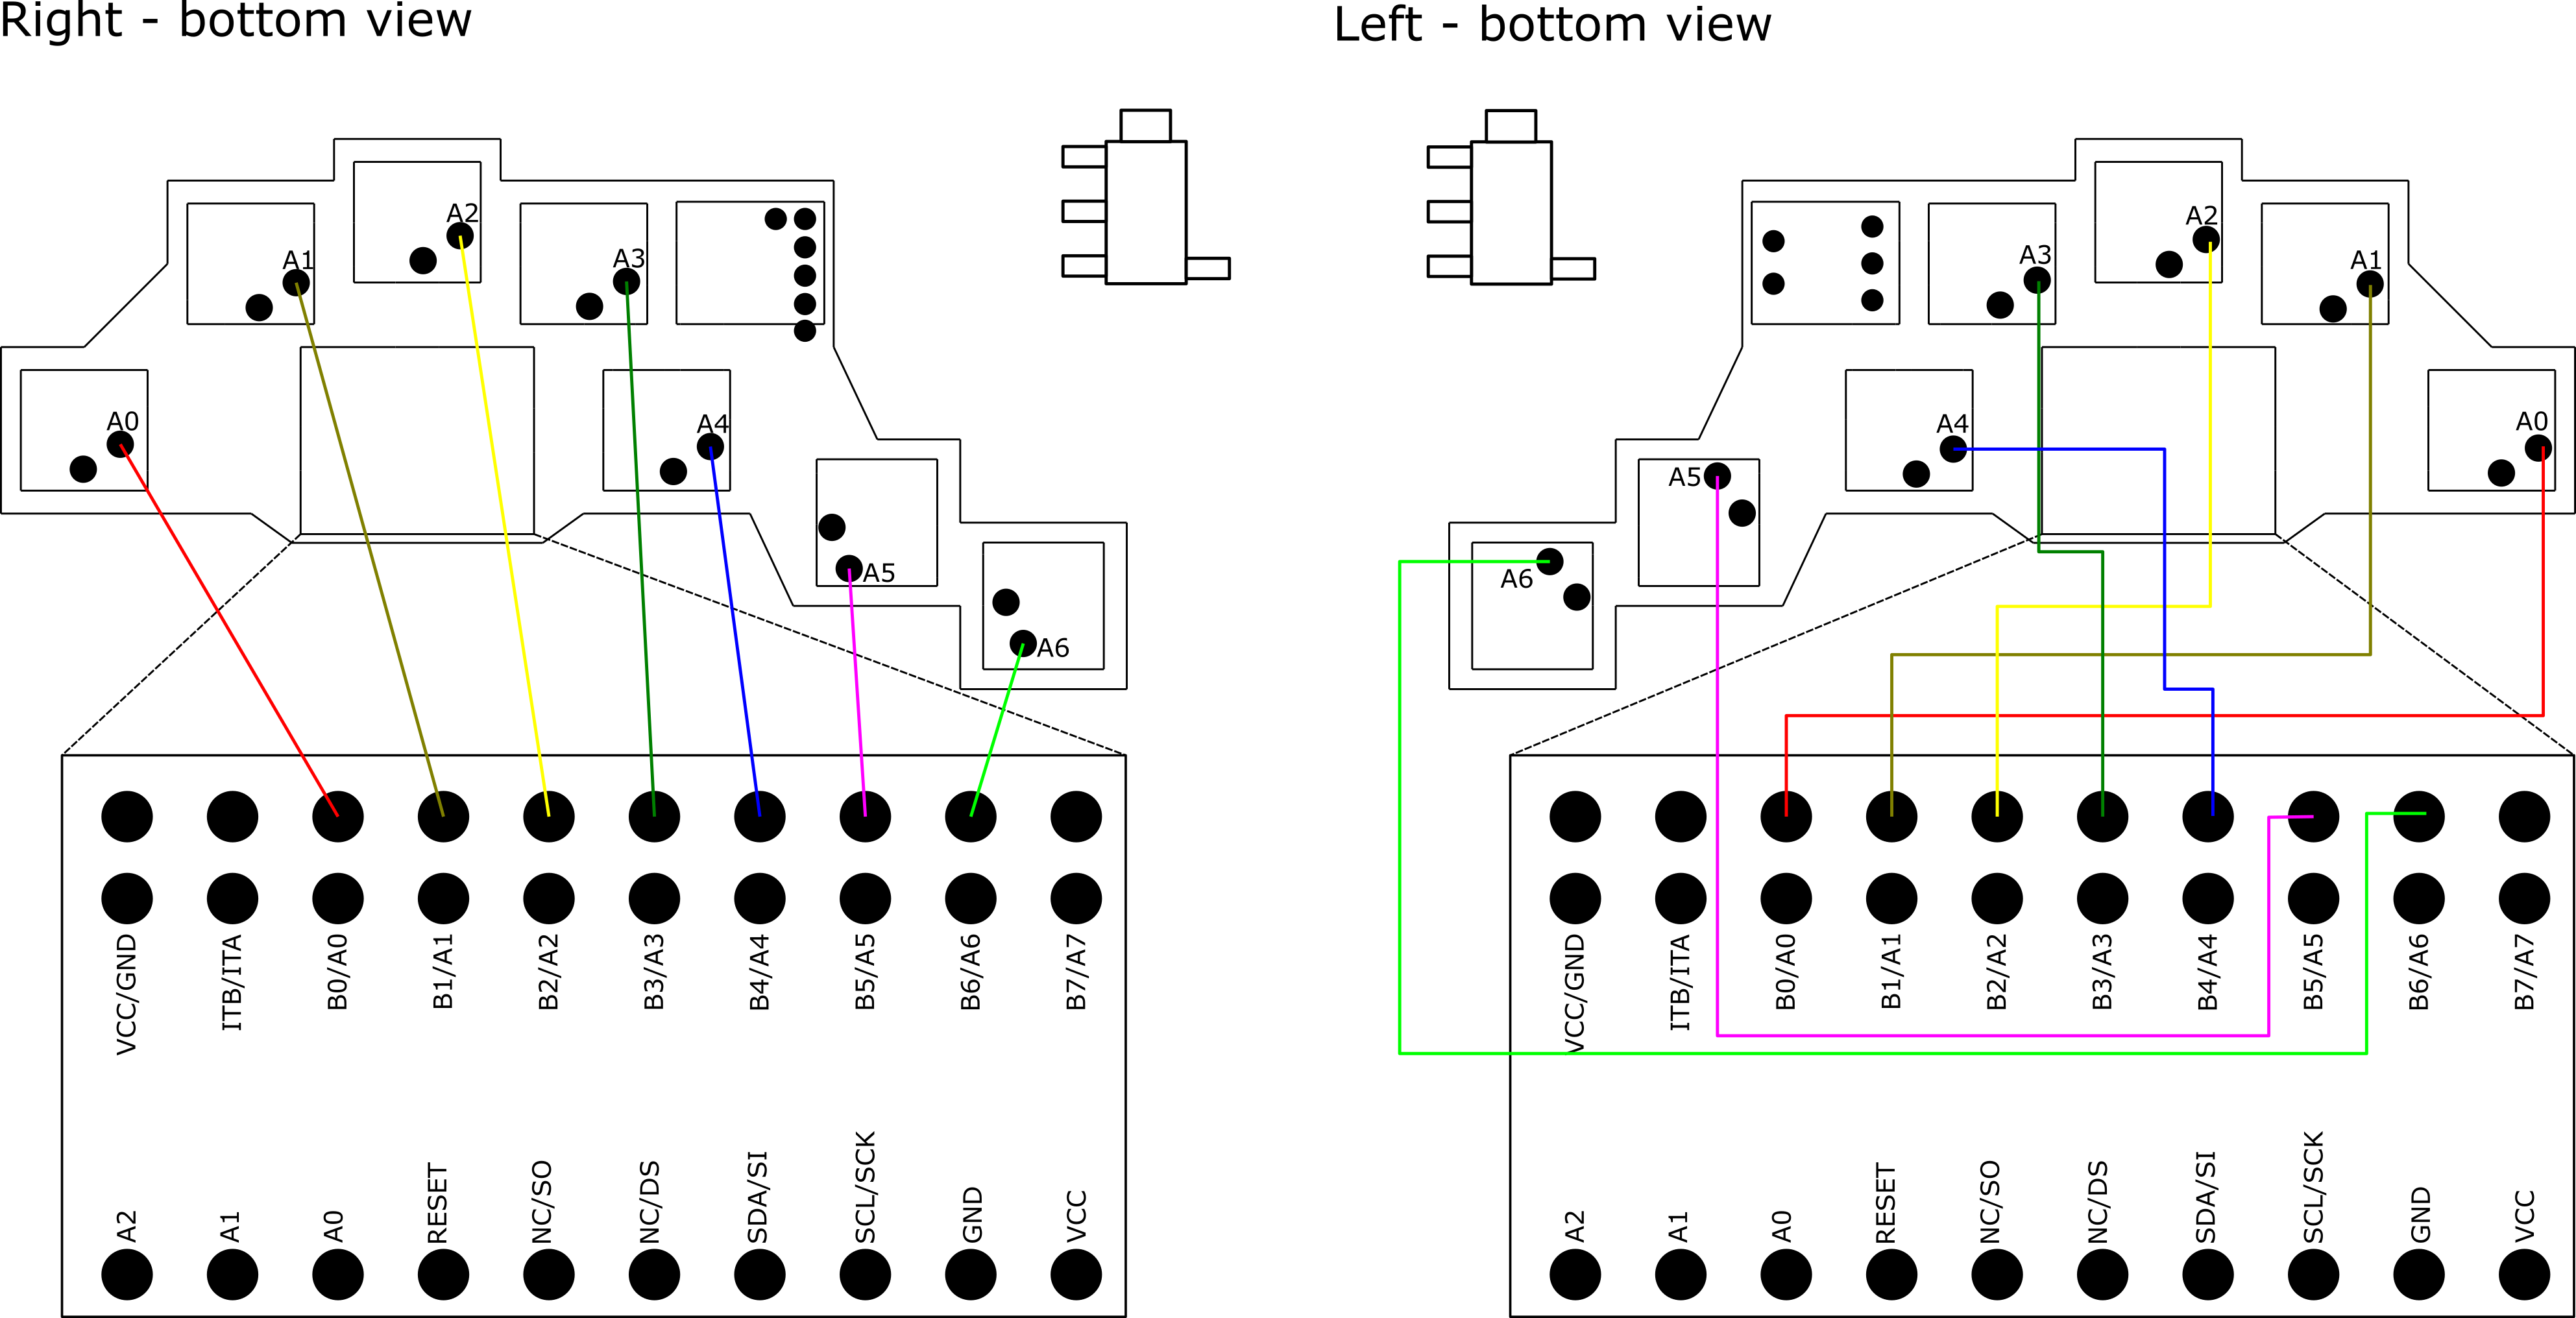 Right - bottom view
Left - bottom view
A2
A1
A3
A0
A4
A5
A6
A2
A3
A1
A4
A0
A5
A6
VCC/GND
ITB/ITA
B0/A0
B1/A1
B2/A2
B3/A3
B4/A4
B5/A5
B6/A6
B7/A7
A2
A1
A0
RESET
NC/SO
NC/DS
SDA/SI
SCL/SCK
GND
VCC
VCC/GND
ITB/ITA
B0/A0
B1/A1
B2/A2
B3/A3
B4/A4
B5/A5
B6/A6
B7/A7
A2
A1
A0
RESET
NC/SO
NC/DS
SDA/SI
SCL/SCK
GND
VCC